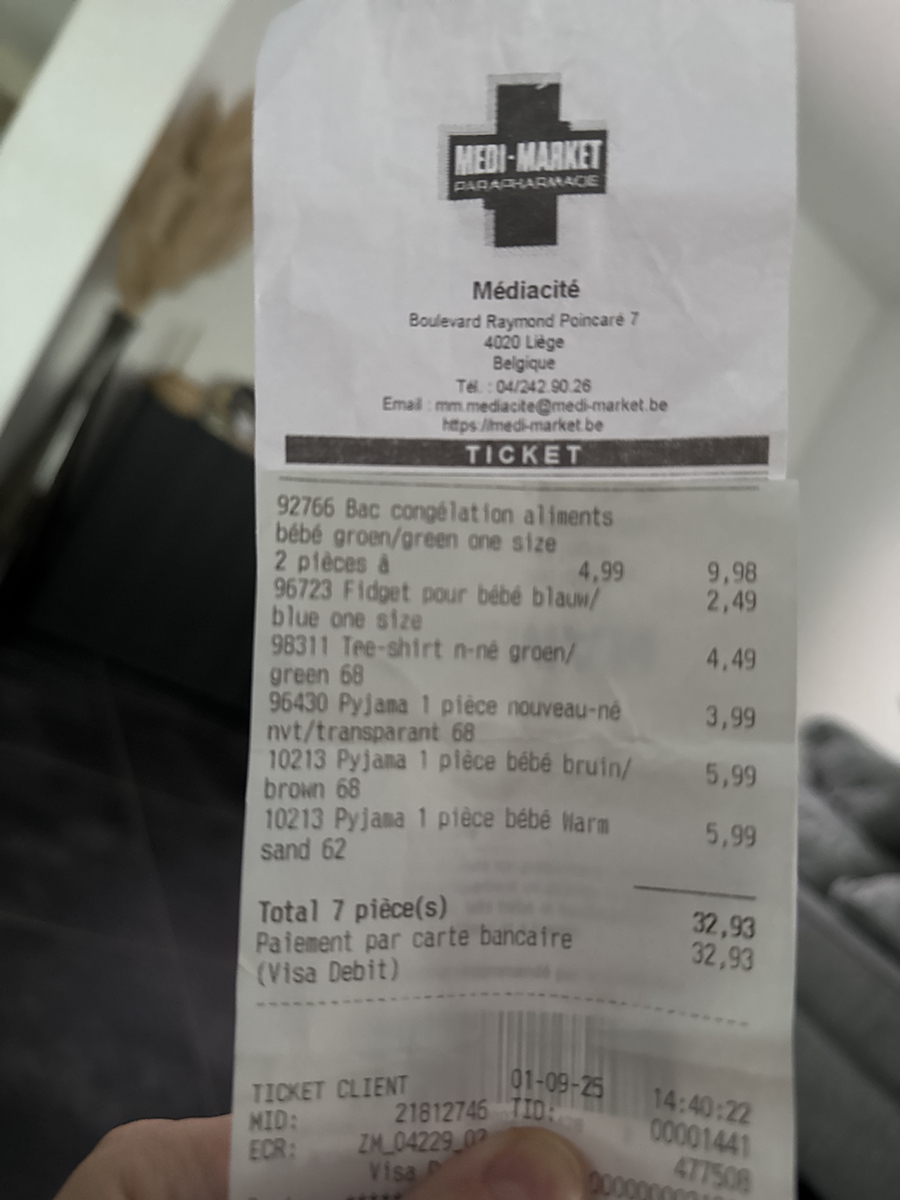 MEDI-MARKET
PARAPHARMACIE
Médiacité
Boulevard Raymond Poincaré 7
4020 Liège
Belgique
Tél. : 04/242.90.26
Email : mm.mediacite@medi-market.be
https://medi-market.be
TICKET
92766 Bac congélation aliments
bébé groen/green one size
2 pièces à 4,99 9,98
96723 Fidget pour bébé blauw/ 2,49
blue one size
98311 Tee-shirt n-né groen/ 4,49
green 68
96430 Pyjama 1 pièce nouveau-né 3,99
nvt/transparant 68
10213 Pyjama 1 pièce bébé bruin/ 5,99
brown 68
10213 Pyjama 1 pièce bébé Warm 5,99
sand 62
Total 7 pièce(s) 32,93
Paiement par carte bancaire 32,93
(Visa Debit)
TICKET CLIENT 01-09-25 14:40:22
MID: 21812746 TID: 00001441
ECR: ZM_04229_02 477508
Visa